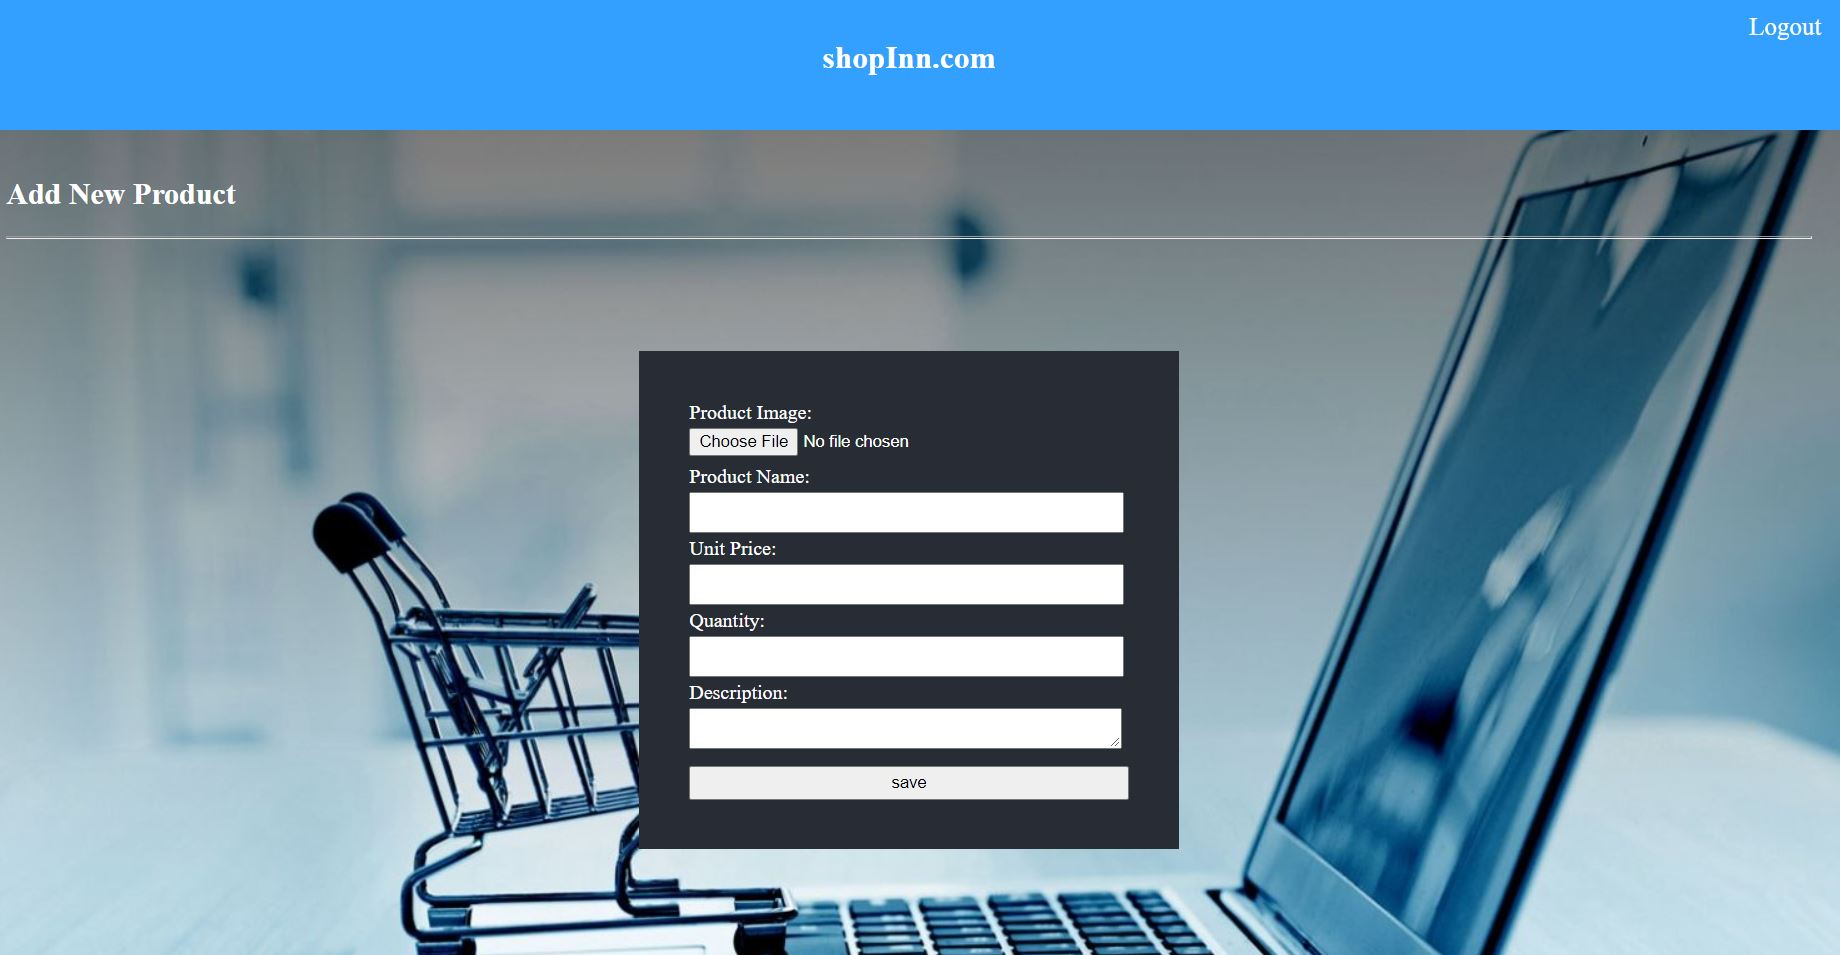 Logout
shopInn.com
Add New Product
Product Image:
Choose File No file chosen
Product Name:
Unit Price:
Quantity:
Description:
save